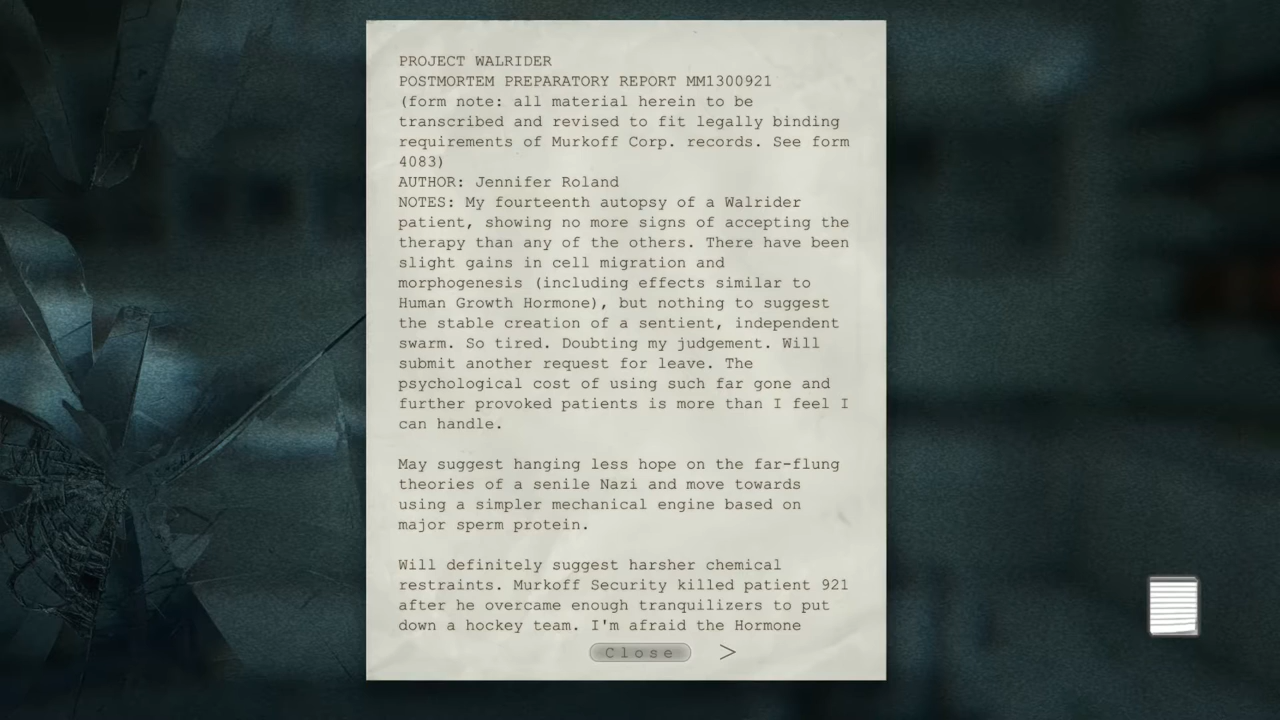 PROJECT WALRIDER
POSTMORTEM PREPARATORY REPORT MM1300921
(form note: all material herein to be
transcribed and revised to fit legally binding
requirements of Murkoff Corp. records. See form
4083)
AUTHOR: Jennifer Roland
NOTES: My fourteenth autopsy of a Walrider
patient, showing no more signs of accepting the
therapy than any of the others. There have been
slight gains in cell migration and
morphogenesis (including effects similar to
Human Growth Hormone), but nothing to suggest
the stable creation of a sentient, independent
swarm. So tired. Doubting my judgement. Will
submit another request for leave. The
psychological cost of using such far gone and
further provoked patients is more than I feel I
can handle.
May suggest hanging less hope on the far-flung
theories of a senile Nazi and move towards
using a simpler mechanical engine based on
major sperm protein.
Will definitely suggest harsher chemical
restraints. Murkoff Security killed patient 921
after he overcame enough tranquilizers to put
down a hockey team. I'm afraid the Hormone
Close >